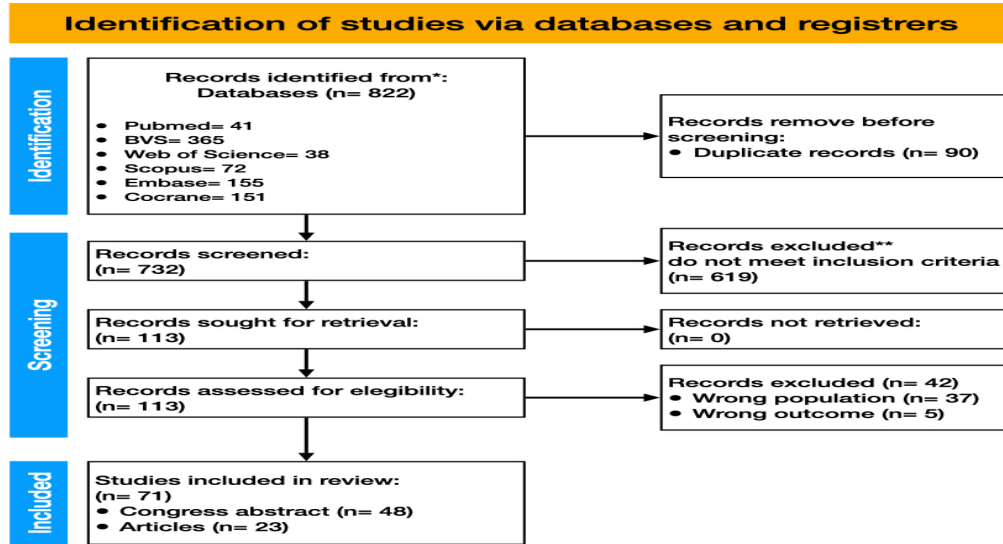 Identification of studies via databases and registrers
Identification
Records identified from*:
Databases (n= 822)
● Pubmed= 41
● BVS= 365
● Web of Science= 38
● Scopus= 72
● Embase= 155
● Cocrane= 151
Records remove before
screening:
● Duplicate records (n= 90)
Screening
Records screened:
(n= 732)
Records excluded**
do not meet inclusion criteria
(n= 619)
Records sought for retrieval:
(n= 113)
Records not retrieved:
(n= 0)
Records assessed for elegibility:
(n= 113)
Records excluded (n= 42)
● Wrong population (n= 37)
● Wrong outcome (n= 5)
Included
Studies included in review:
(n= 71)
● Congress abstract (n= 48)
● Articles (n= 23)